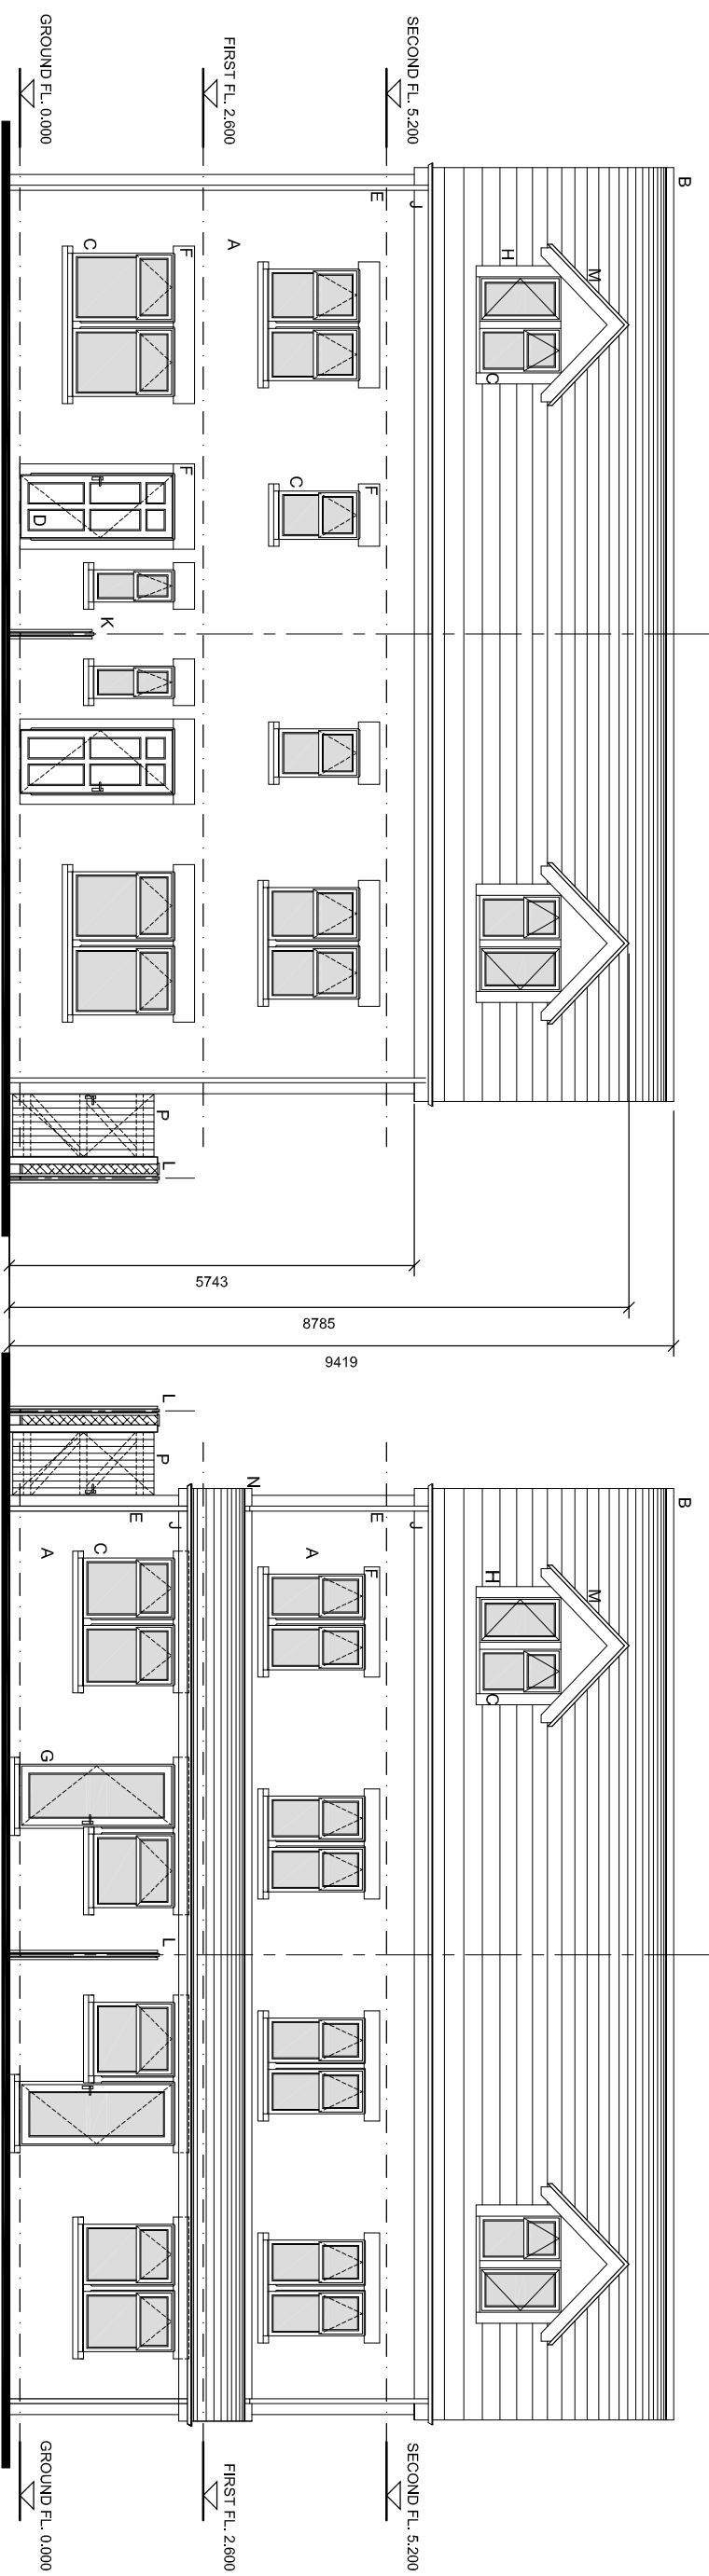 B
M
H
C
J
SECOND FL. 5.200
E
F
C
A
FIRST FL. 2.600
F
F
L
P
K
C
GROUND FL. 0.000
D
5743
8785
9419
B
M
H
C
J
SECOND FL. 5.200
E
F
A
N
FIRST FL. 2.600
J
L
L
P
E
C
A
G
GROUND FL. 0.000